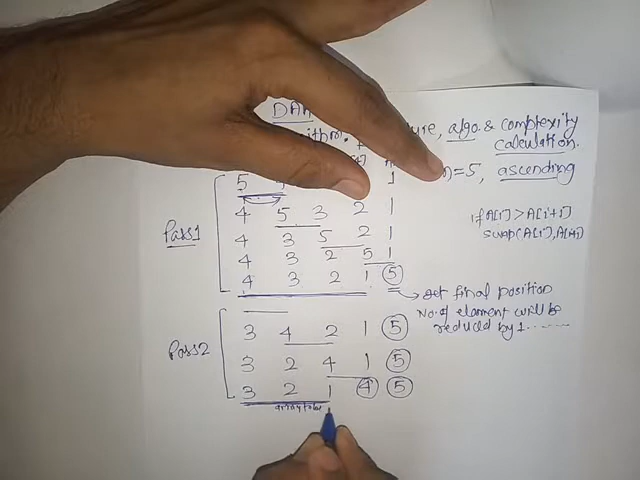 DAA
ure, algo. & complexity
calculation.
n=5, ascending
5 1
if A[i] > A[i+1]
swap(A[i], A[i+1])
4 5 3 2 1
Pass1 4 3 5 2 1
4 3 2 5 1
4 3 2 1 5
Get final position
No. of element will be
reduced by 1........
3 4 2 1 5
Pass2
3 2 4 1 5
3 2 1 4 5